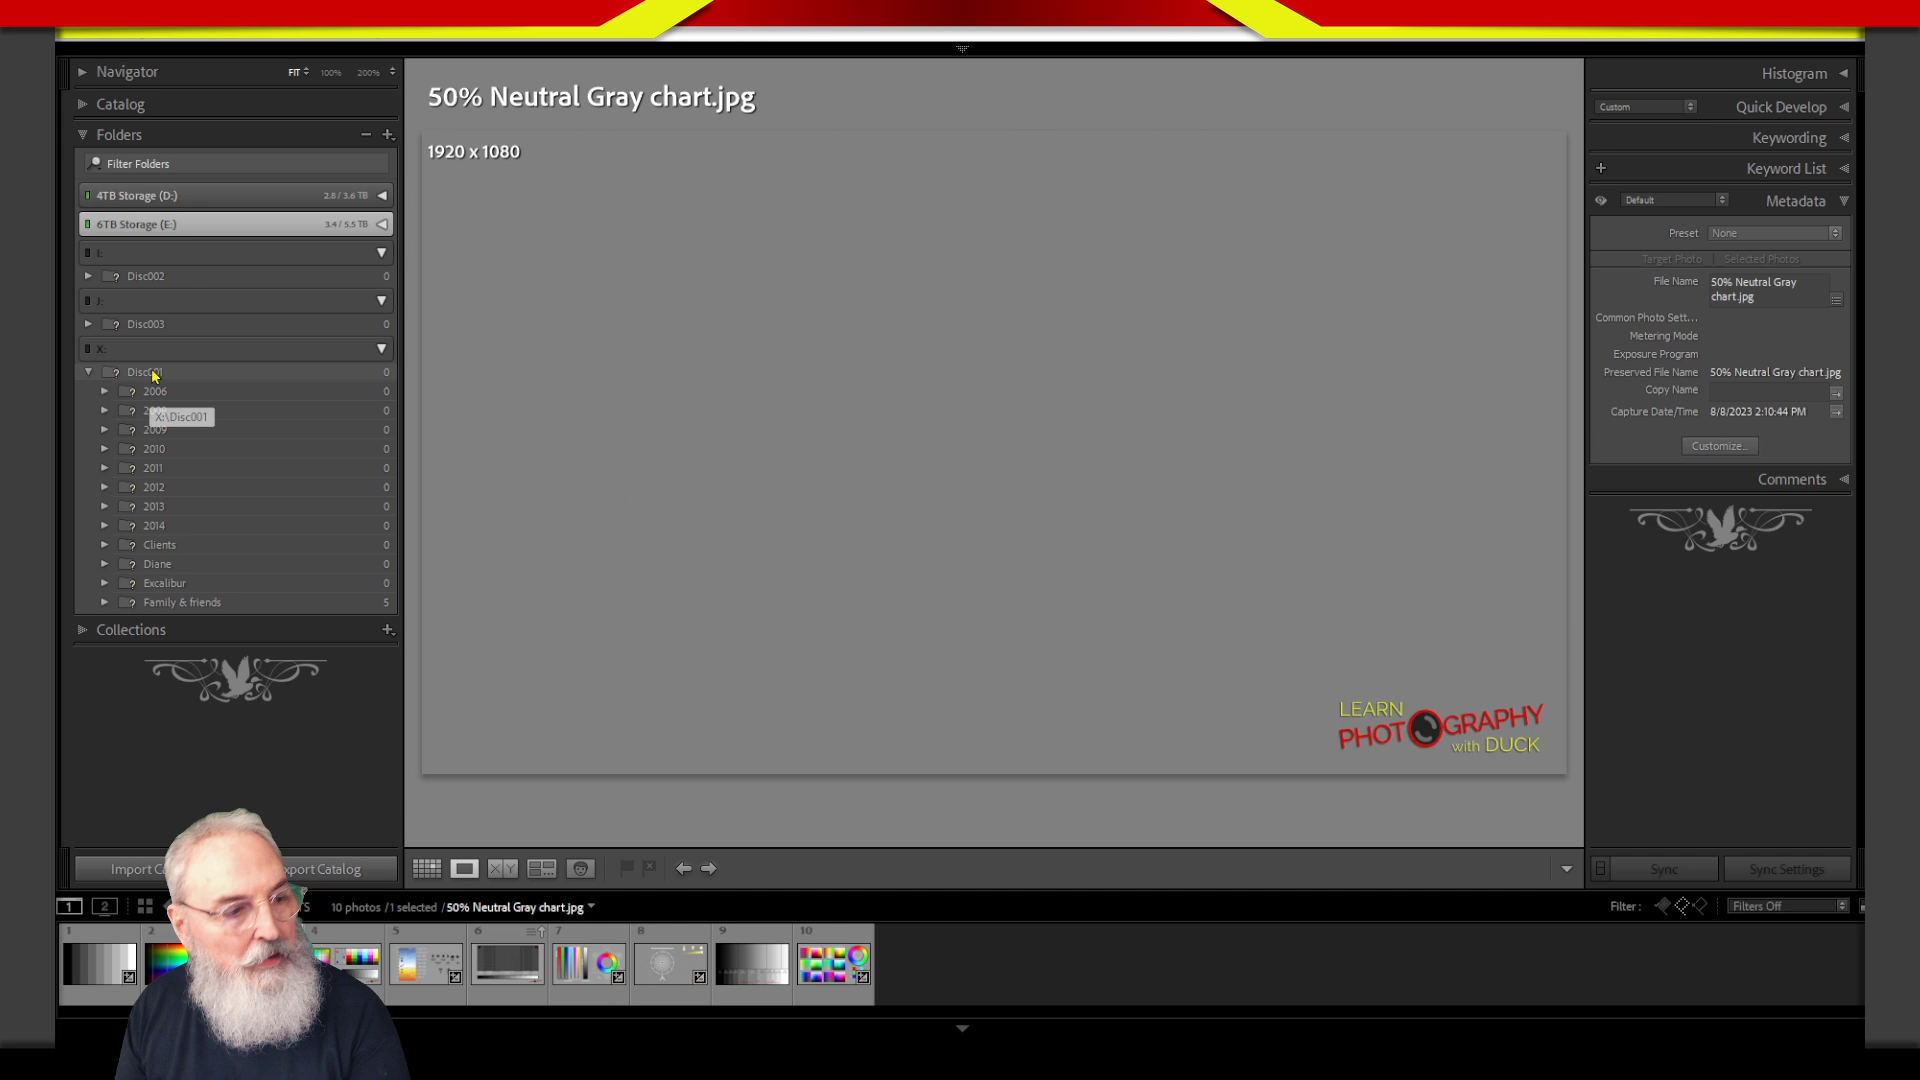 Navigator FIT 100% 200%
Catalog
Folders
Filter Folders
4TB Storage (D:) 2.8 / 3.6 TB
6TB Storage (E:) 3.4 / 5.5 TB
I:
Disc002 0
J:
Disc003 0
X:
Disc001 0
2006 0
0
X:\Disc001
2009 0
2010 0
2011 0
2012 0
2013 0
2014 0
Clients 0
Diane 0
Excalibur 0
Family & friends 5
Collections
50% Neutral Gray chart.jpg
1920 x 1080
LEARN
PHOTOGRAPHY
with DUCK
Histogram
Custom Quick Develop
Keywording
Keyword List
Default Metadata
Preset None
Target Photo Selected Photos
File Name 50% Neutral Gray
chart.jpg
Common Photo Sett...
Metering Mode
Exposure Program
Preserved File Name 50% Neutral Gray chart.jpg
Copy Name
Capture Date/Time 8/8/2023 2:10:44 PM
Customize...
Comments
Import Catalog
X Y
Sync Sync Settings
1 2 10 photos / 1 selected / 50% Neutral Gray chart.jpg
Filter : Filters Off
1 2 4 5 6 7 8 9 10